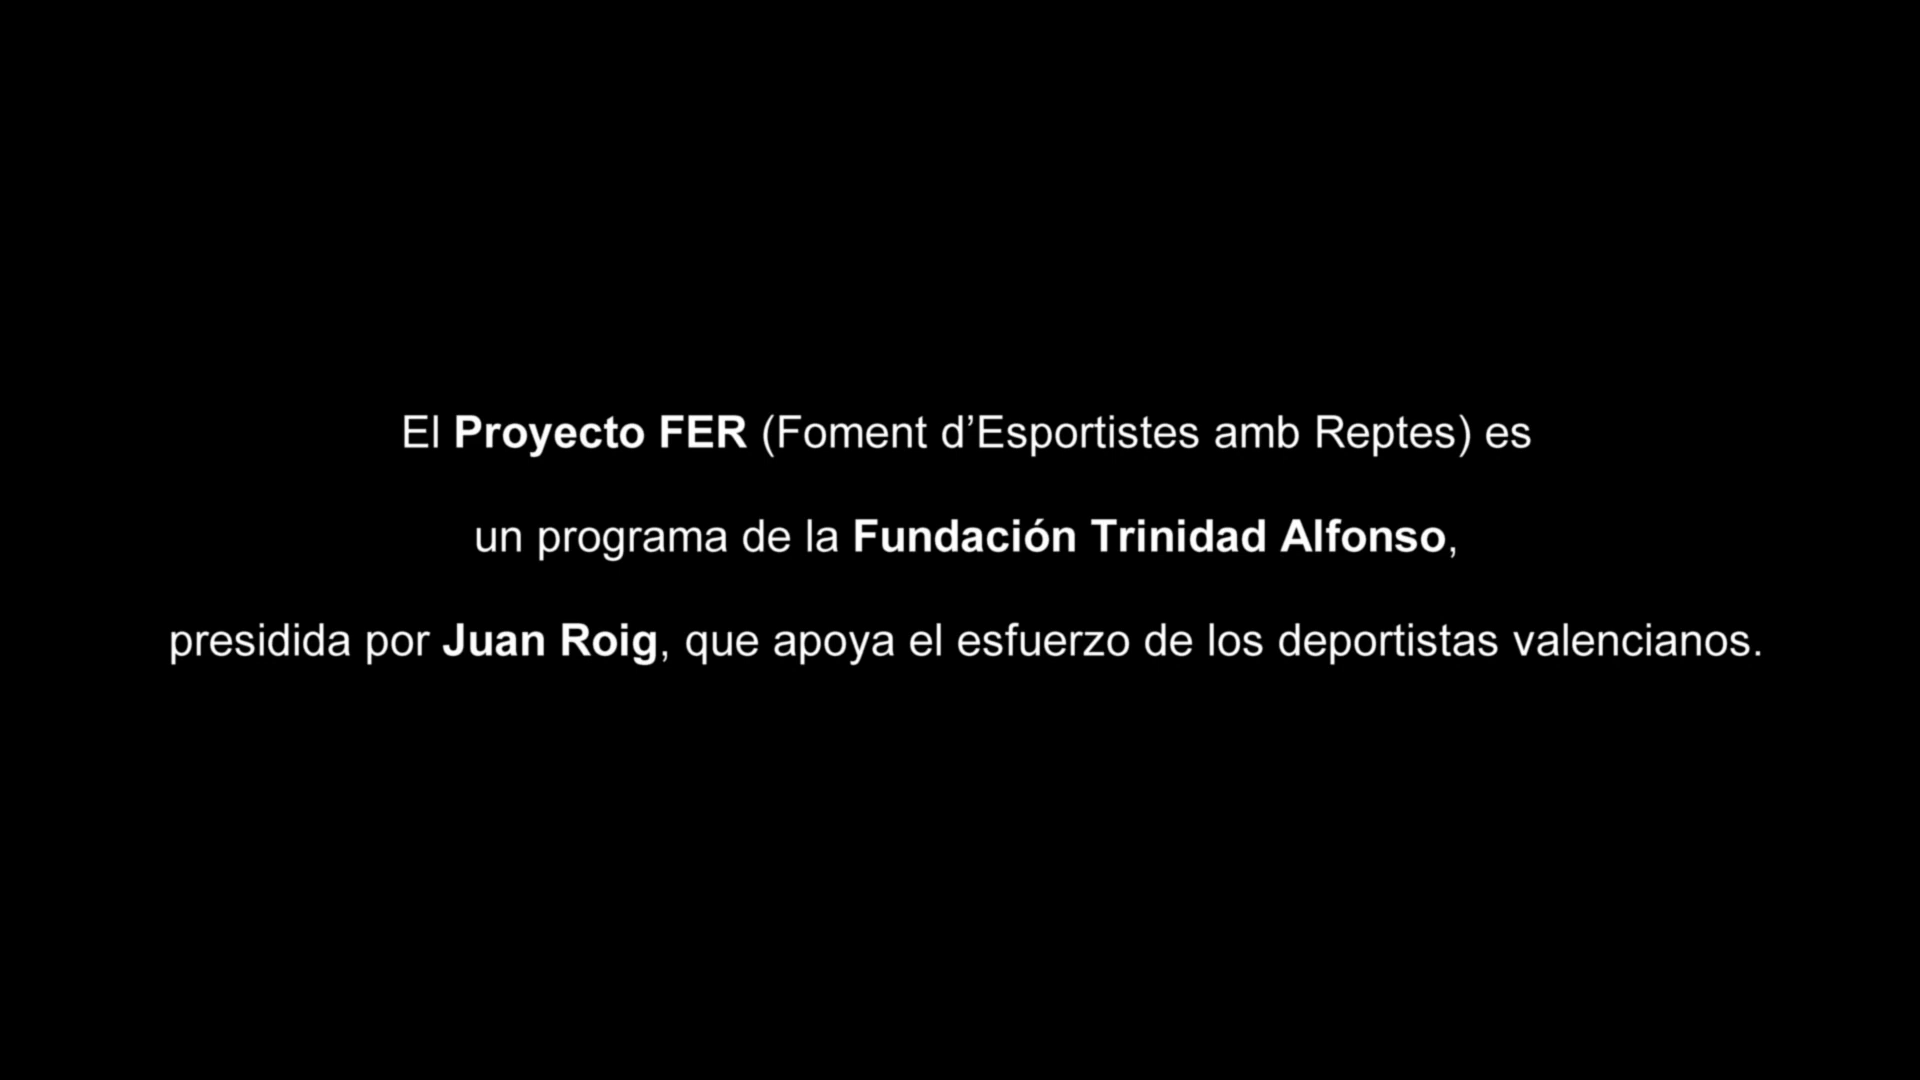 El Proyecto FER (Foment d’Esportistes amb Reptes) es
un programa de la Fundación Trinidad Alfonso,
presidida por Juan Roig, que apoya el esfuerzo de los deportistas valencianos.